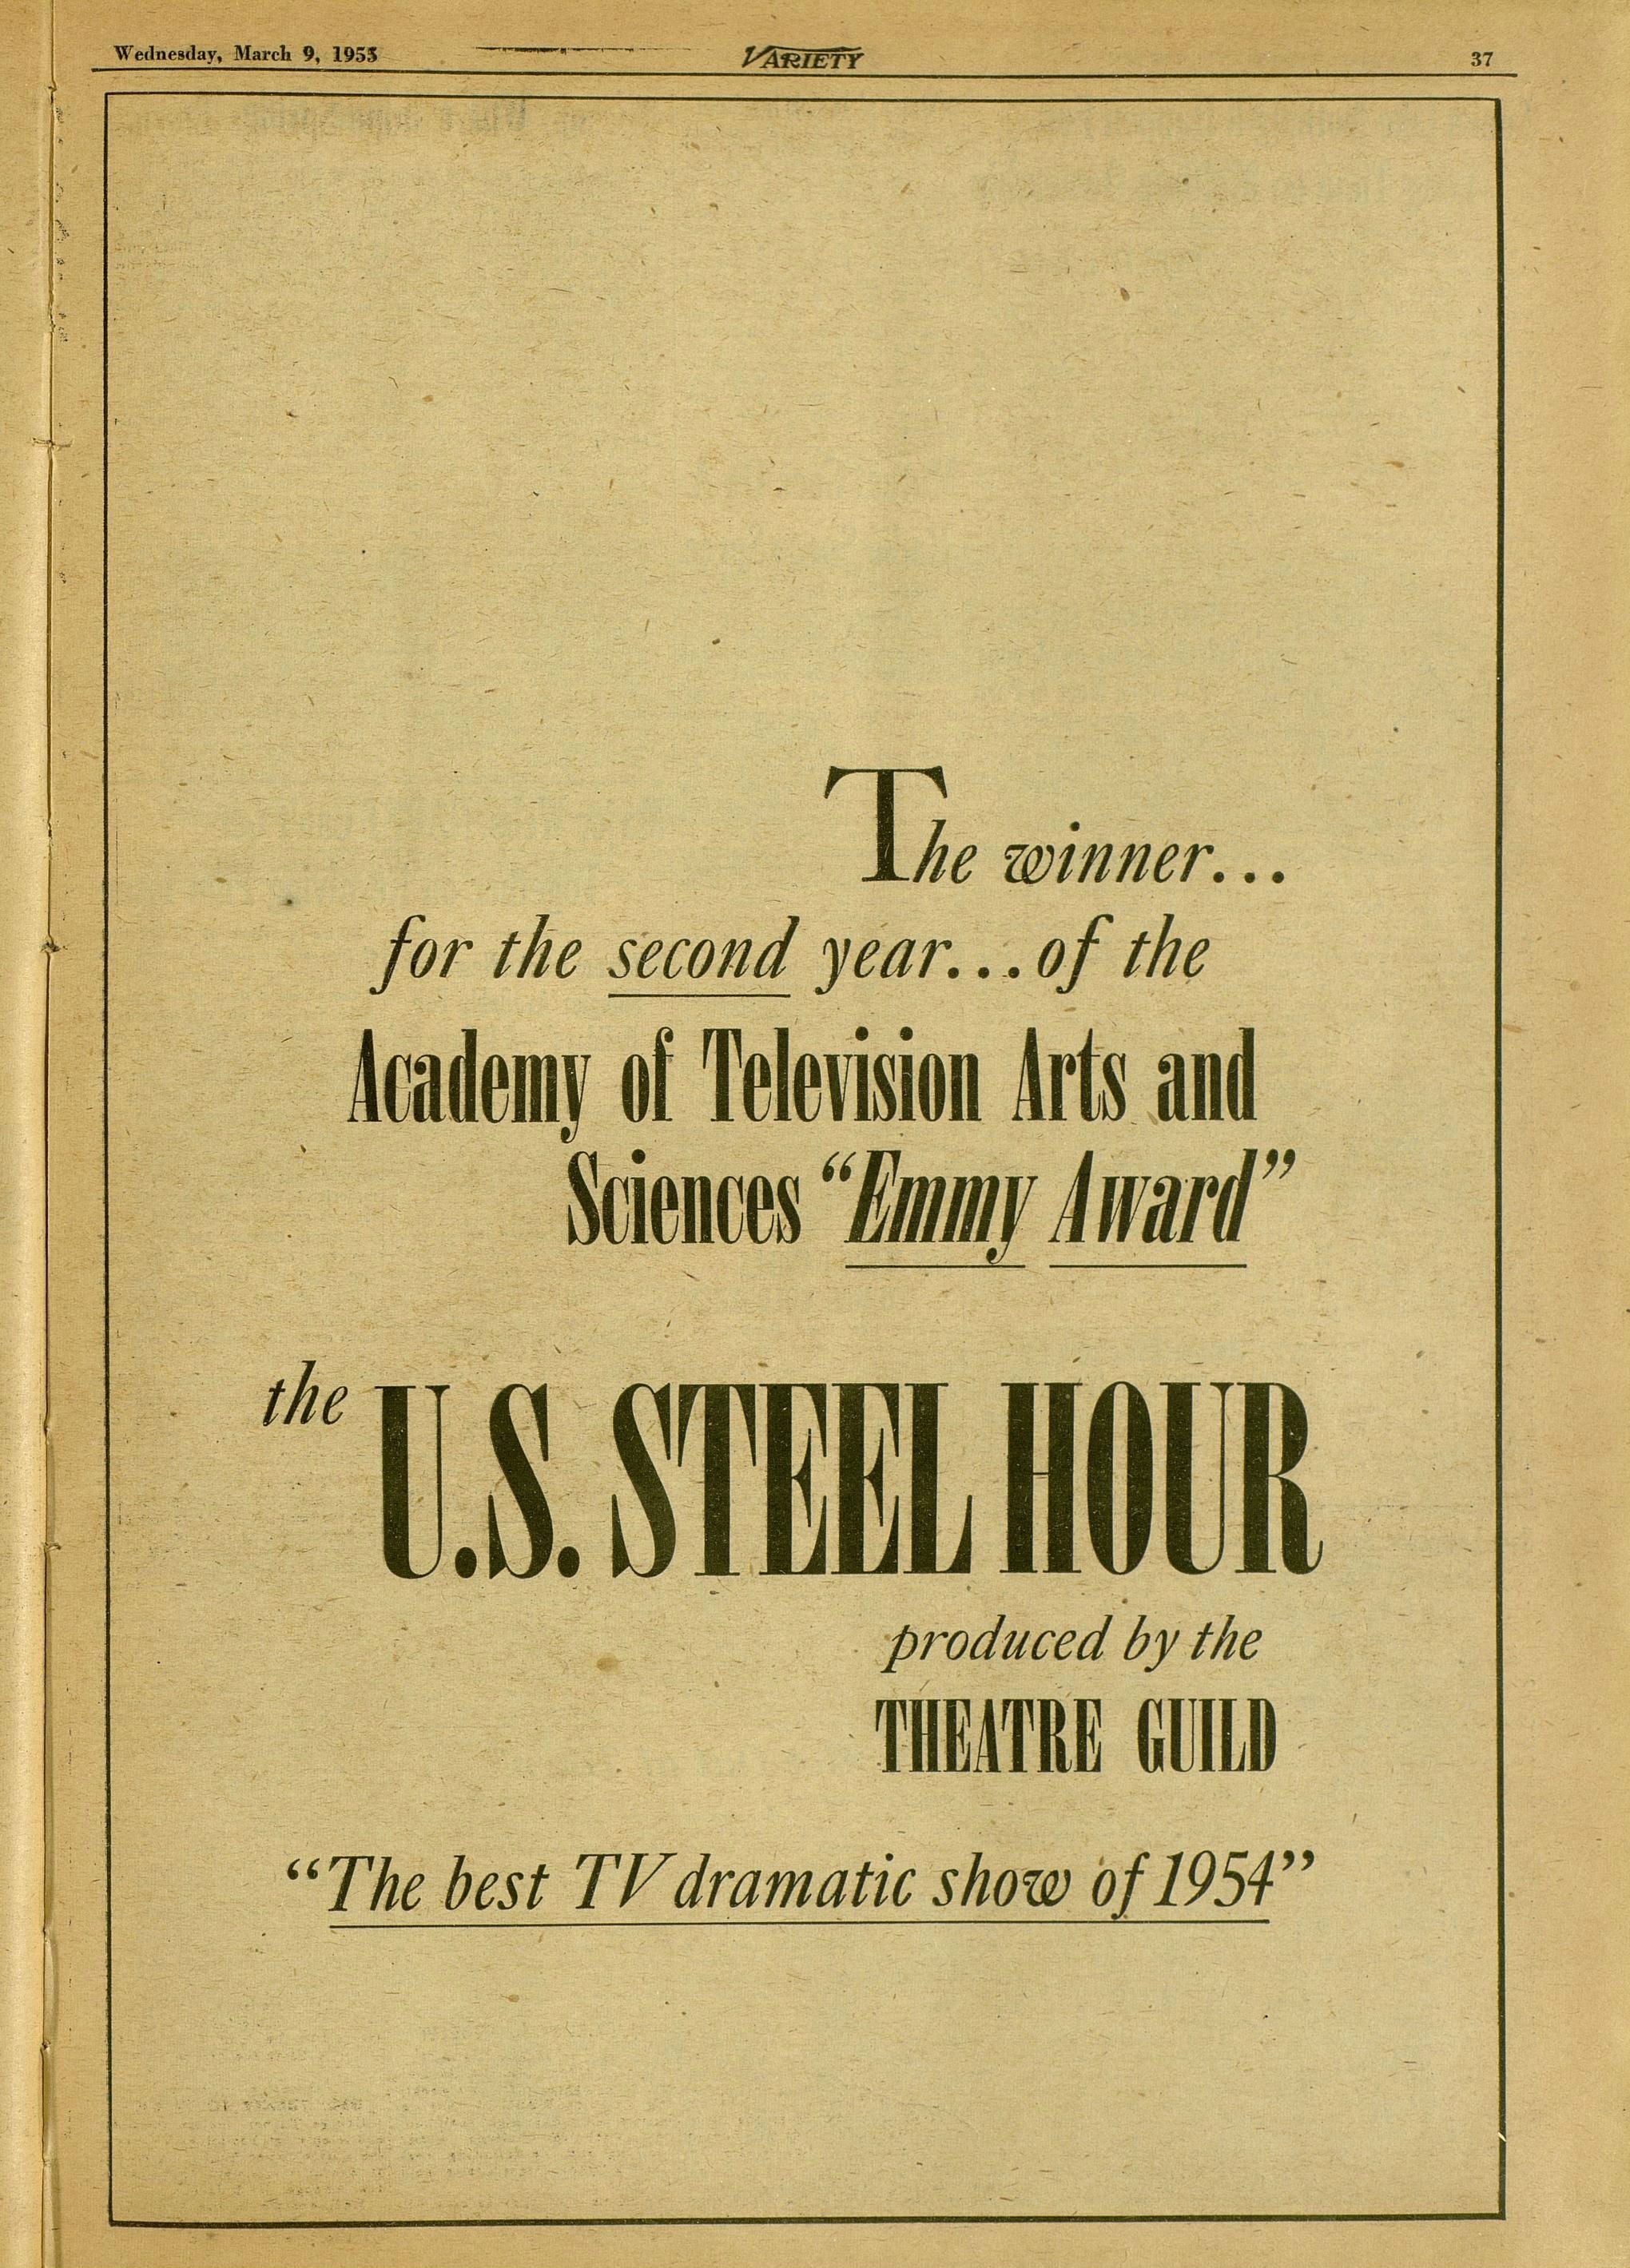 Wednesday, March 9, 1955
VARIETY
37
The winner...
for the second year...of the
Academy of Television Arts and
Sciences “Emmy Award”
the U.S. STEEL HOUR
produced by the
THEATRE GUILD
“The best TV dramatic show of 1954”